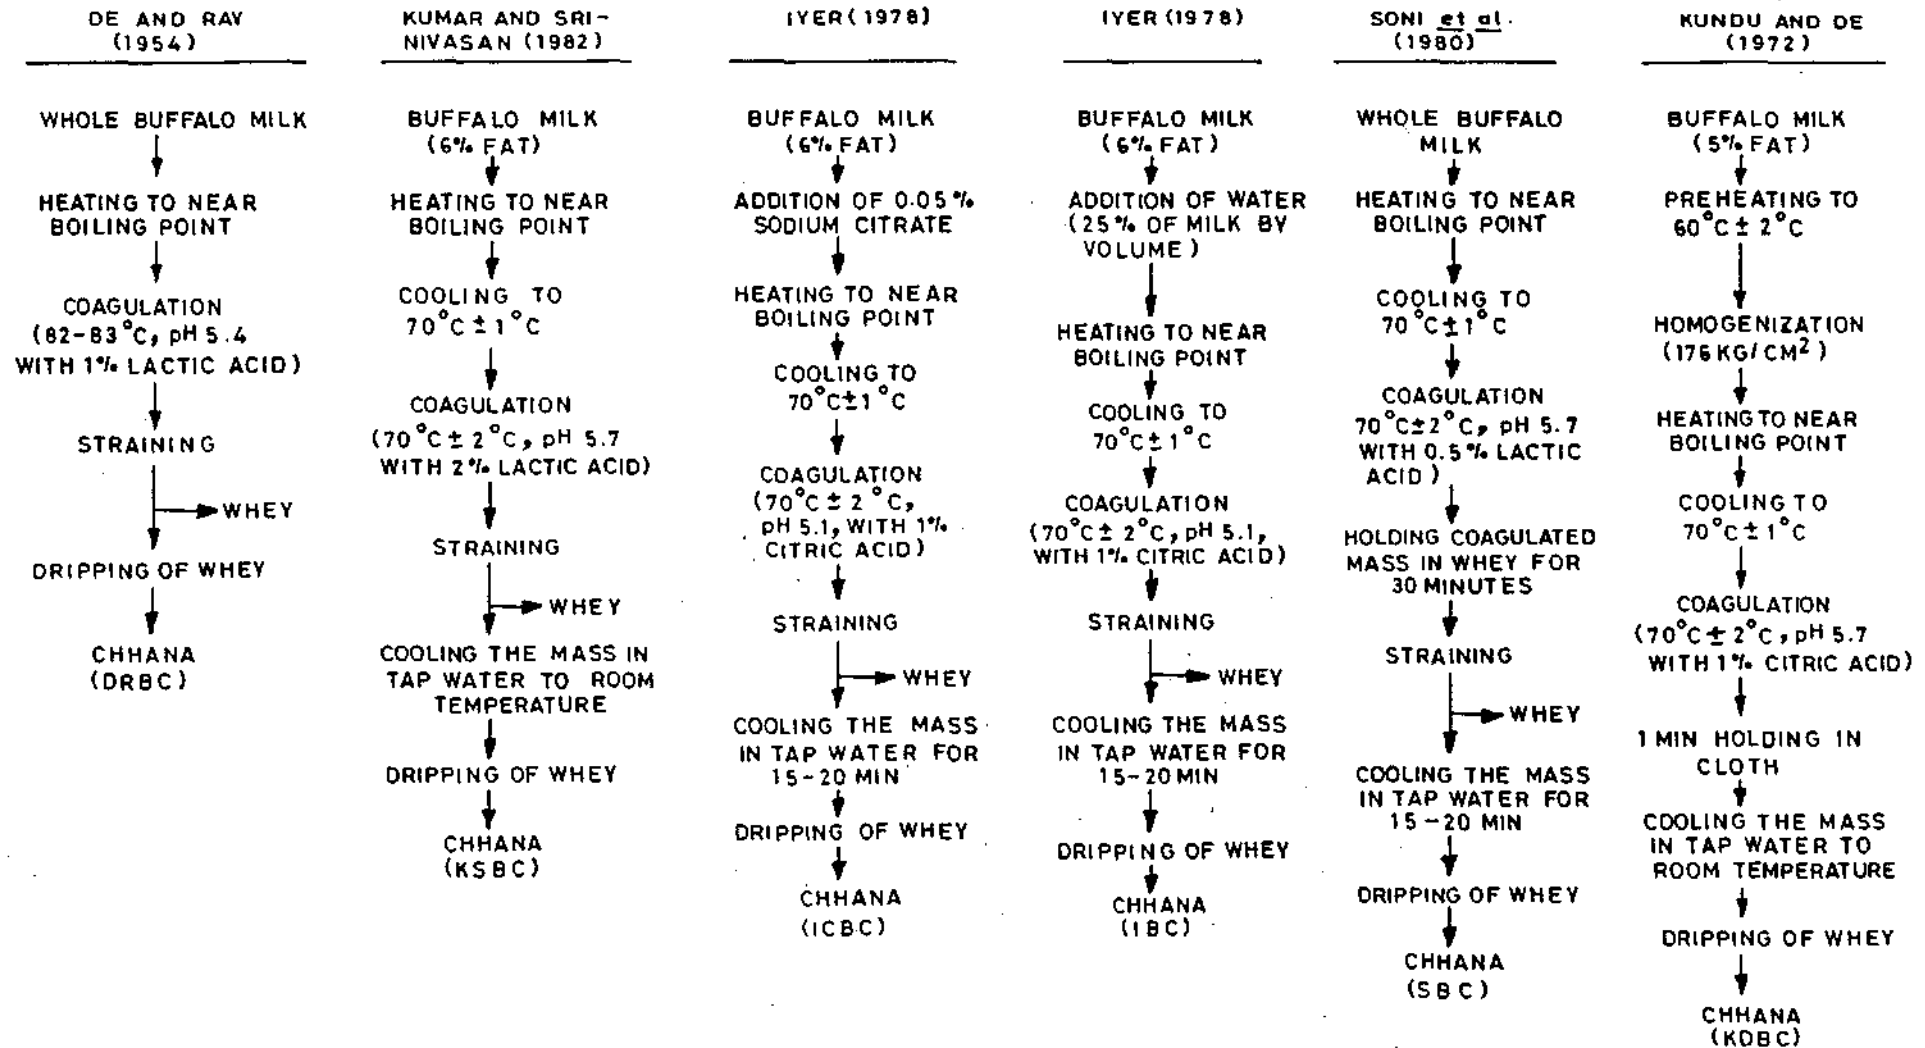 DE AND RAY
(1954)
WHOLE BUFFALO MILK
HEATING TO NEAR
BOILING POINT
COAGULATION
(82-83°C, pH 5.4
WITH 1% LACTIC ACID)
STRAINING
WHEY
DRIPPING OF WHEY
CHHANA
(DRBC)
KUMAR AND SRI-
NIVASAN (1982)
BUFFALO MILK
(6% FAT)
HEATING TO NEAR
BOILING POINT
COOLING TO
70°C ± 1°C
COAGULATION
(70°C ± 2°C, pH 5.7
WITH 2% LACTIC ACID)
STRAINING
WHEY
COOLING THE MASS IN
TAP WATER TO ROOM
TEMPERATURE
DRIPPING OF WHEY
CHHANA
(KSBC)
IYER (1978)
BUFFALO MILK
(6% FAT)
ADDITION OF 0.05%
SODIUM CITRATE
HEATING TO NEAR
BOILING POINT
COOLING TO
70°C±1°C
COAGULATION
(70°C ± 2°C,
pH 5.1, WITH 1%
CITRIC ACID)
STRAINING
WHEY
COOLING THE MASS
IN TAP WATER FOR
15-20 MIN
DRIPPING OF WHEY
CHHANA
(ICBC)
IYER (1978)
BUFFALO MILK
(6% FAT)
ADDITION OF WATER
(25% OF MILK BY
VOLUME)
HEATING TO NEAR
BOILING POINT
COOLING TO
70°C ± 1°C
COAGULATION
(70°C ± 2°C, pH 5.1,
WITH 1% CITRIC ACID)
STRAINING
WHEY
COOLING THE MASS
IN TAP WATER FOR
15-20 MIN
DRIPPING OF WHEY
CHHANA
(IBC)
SONI et al.
(1980)
WHOLE BUFFALO
MILK
HEATING TO NEAR
BOILING POINT
COOLING TO
70°C ± 1°C
COAGULATION
70°C±2°C, pH 5.7
WITH 0.5% LACTIC
ACID)
HOLDING COAGULATED
MASS IN WHEY FOR
30 MINUTES
STRAINING
WHEY
COOLING THE MASS
IN TAP WATER FOR
15-20 MIN
DRIPPING OF WHEY
CHHANA
(SBC)
KUNDU AND DE
(1972)
BUFFALO MILK
(5% FAT)
PREHEATING TO
60°C ± 2°C
HOMOGENIZATION
(176 KG/CM²)
HEATING TO NEAR
BOILING POINT
COOLING TO
70°C ± 1°C
COAGULATION
(70°C ± 2°C, pH 5.7
WITH 1% CITRIC ACID)
1 MIN HOLDING IN
CLOTH
COOLING THE MASS
IN TAP WATER TO
ROOM TEMPERATURE
DRIPPING OF WHEY
CHHANA
(KDBC)